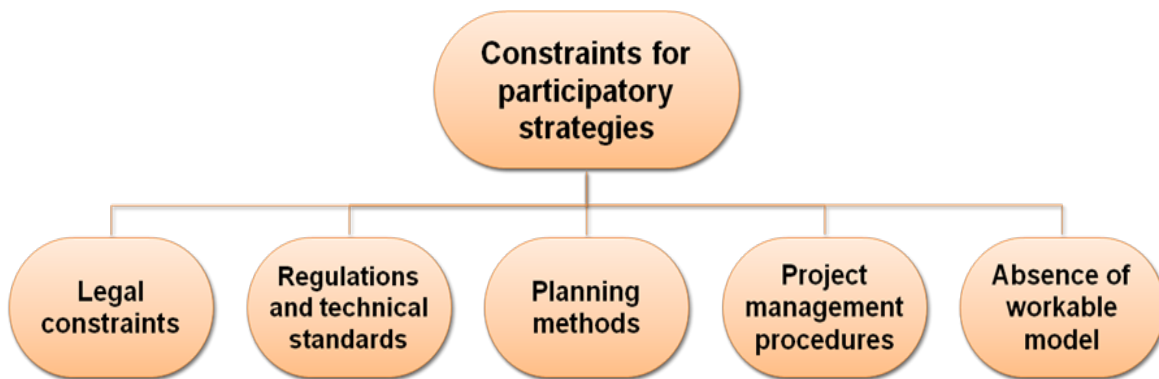 Constraints for
participatory
strategies
Legal
constraints
Regulations
and technical
standards
Planning
methods
Project
management
procedures
Absence of
workable
model